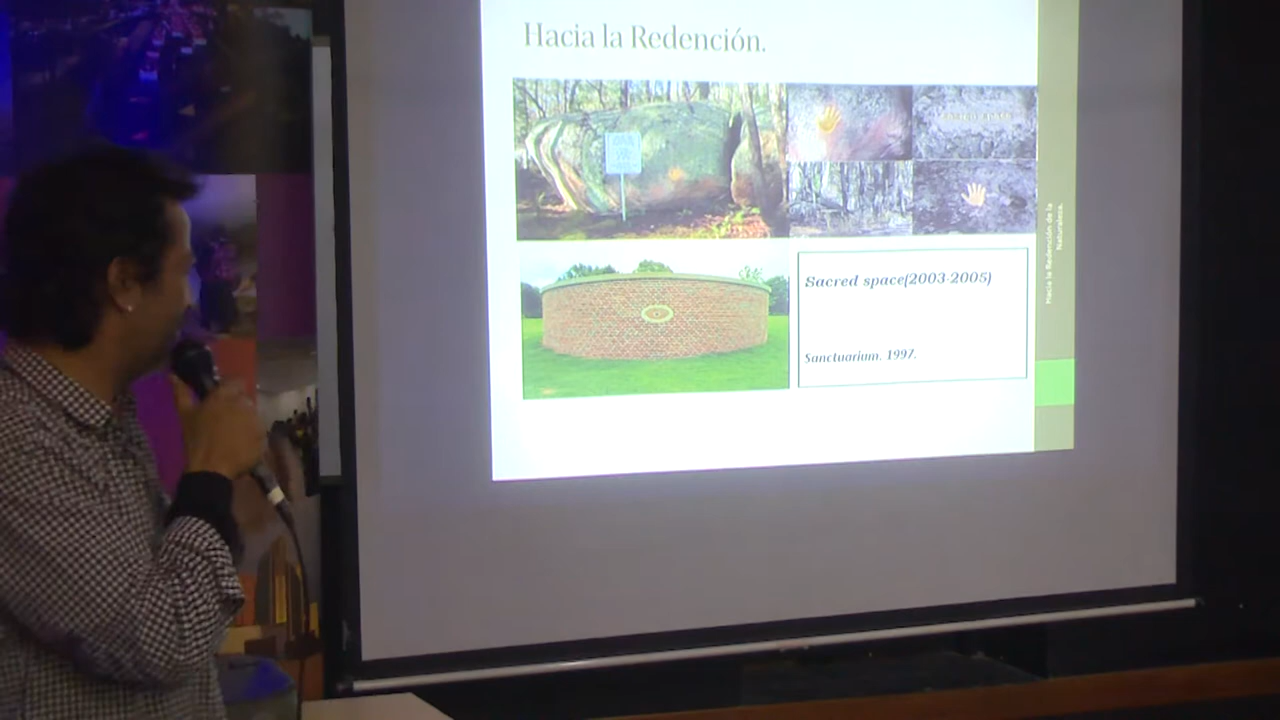 Hacia la Redención.
Sacred space(2003-2005)
Sanctuarium. 1997.
Hacia la Redención de la
Naturaleza.